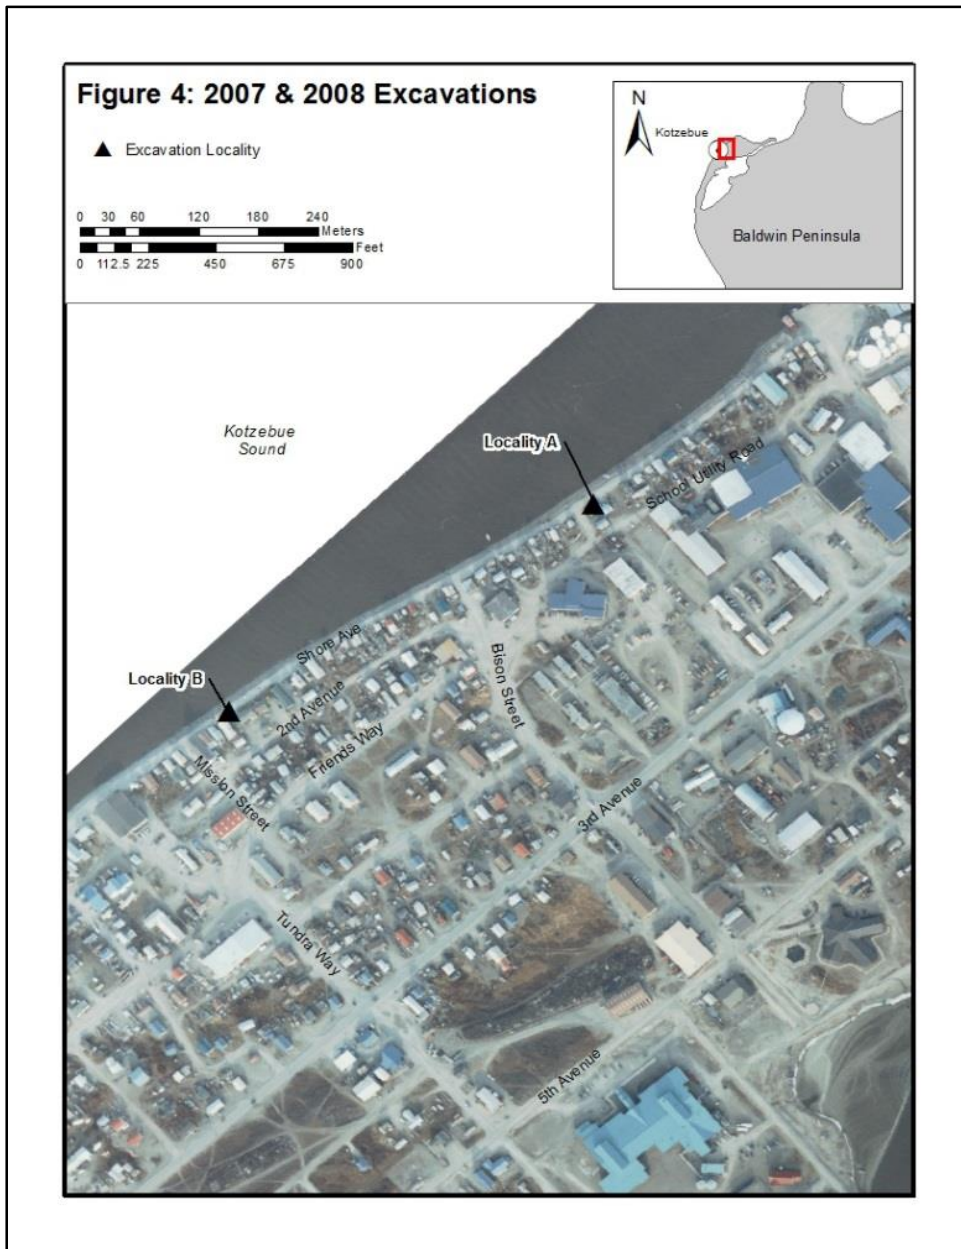 Figure 4: 2007 & 2008 Excavations
Excavation Locality
0 30 60 120 180 240
Meters
Feet
0 112.5 225 450 675 900
N
Kotzebue
Baldwin Peninsula
Kotzebue
Sound
Locality A
School Utility Road
Shore Ave
Bison Street
Locality B
2nd Avenue
Friends Way
Mission Street
3rd Avenue
Tundra Way
5th Avenue